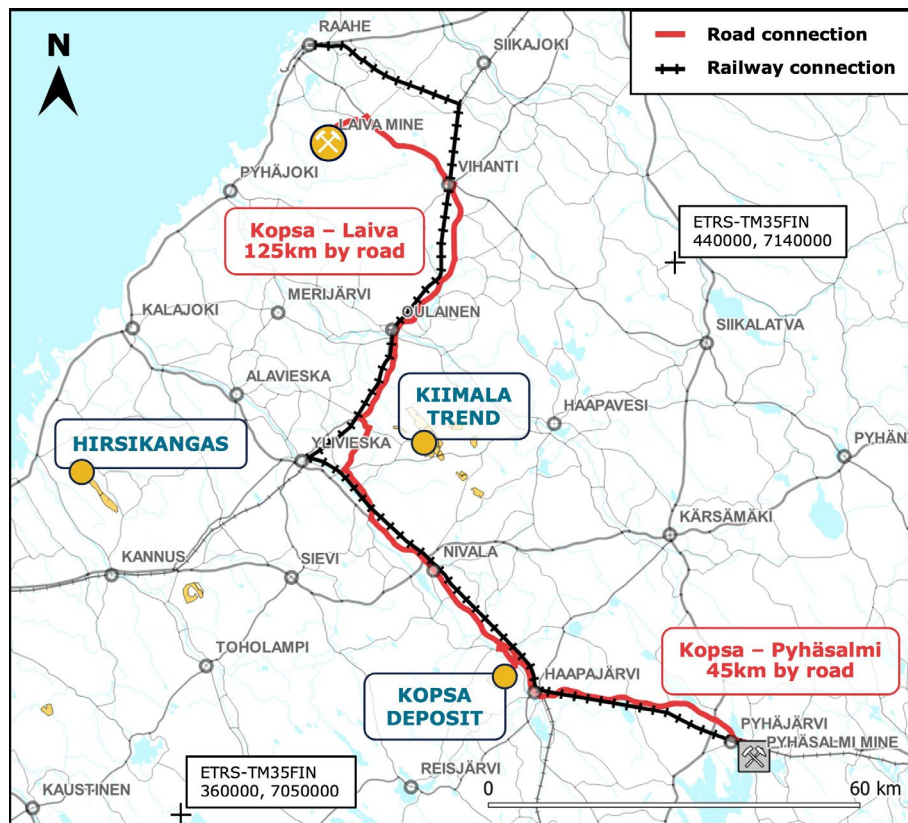 RAAHE
SIIKAJOKI
Road connection
Railway connection
N
LAIVA MINE
PYHÄJOKI
VIHANTI
Kopsa – Laiva
125km by road
ETRS-TM35FIN
440000, 7140000
MERIJÄRVI
KALAJOKI
OULAINEN
SIIKALATVA
ALAVIESKA
KIIMALA
TREND
HAAPAVESI
HIRSIKANGAS
YLIVIESKA
PYHÄN
KÄRSÄMÄKI
KANNUS
SIEVI
NIVALA
TOHOLAMPI
KOPSA
DEPOSIT
HAAPAJÄRVI
Kopsa – Pyhäsalmi
45km by road
PYHÄJÄRVI
PYHÄSALMI MINE
ETRS-TM35FIN
360000, 7050000
REISJÄRVI
KAUSTINEN
0
60 km